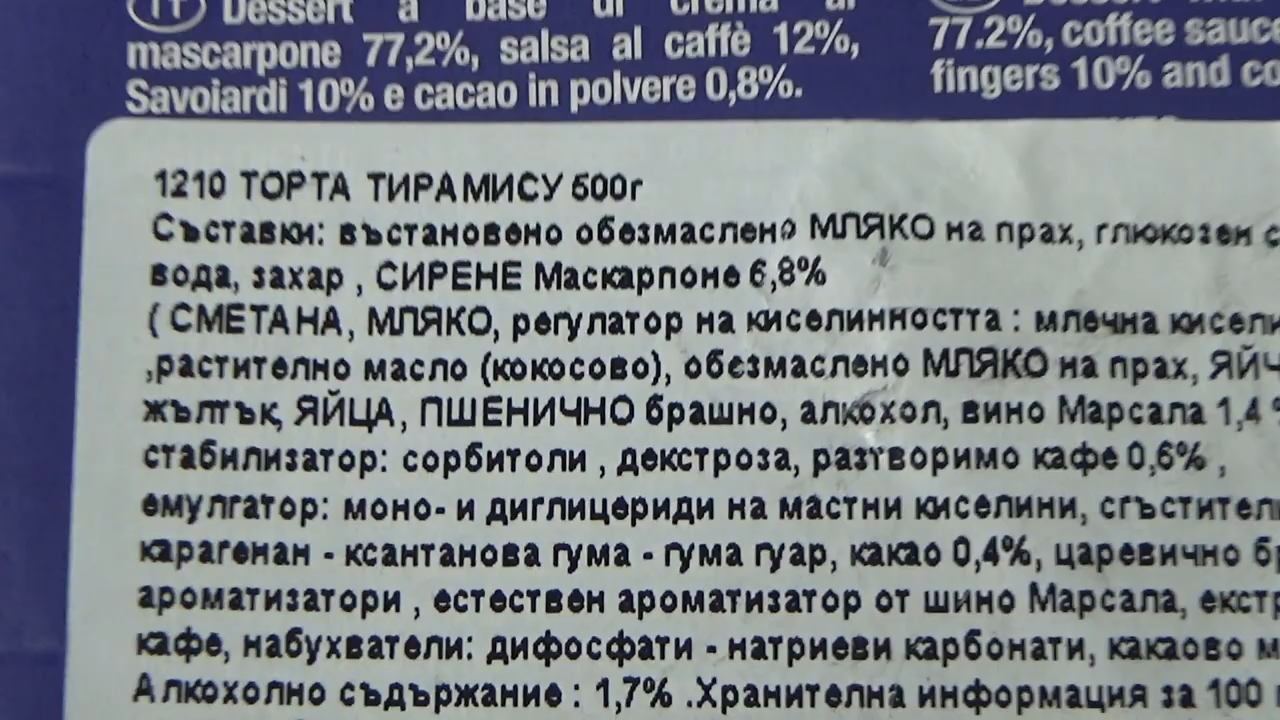 IT Dessert a base di crema al
mascarpone 77,2%, salsa al caffè 12%,
Savoiardi 10% e cacao in polvere 0,8%.
77.2%, coffee sauce
fingers 10% and
1210 ТОРТА ТИРАМИСУ 500г
Съставки: въстановено обезмаслено МЛЯКО на прах, глюкозен
вода, захар , СИРЕНЕ Маскарпоне 6,8%
( СМЕТАНА, МЛЯКО, регулатор на киселинността : млечна
,растително масло (кокосово), обезмаслено МЛЯКО на прах,
жълтък, ЯЙЦА, ПШЕНИЧНО брашно, алкохол, вино Марсала 1,4
стабилизатор: сорбитоли , декстроза, разтворимо кафе 0,6% ,
емулгатор: моно- и диглицериди на мастни киселини,
карагенан - ксантанова гума - гума гуар, какао 0,4%, царевично
ароматизатори , естествен ароматизатор от шино Марсала,
кафе, набухватели: дифосфати - натриеви карбонати, какаово
Алкохолно съдържание : 1,7% .Хранителна информация за 100